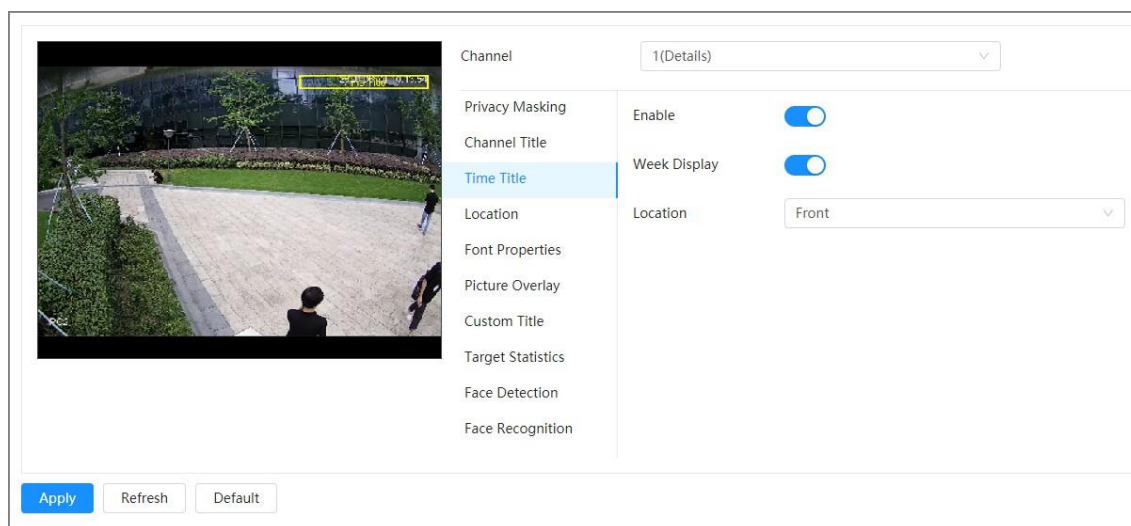 Channel
1(Details)
Privacy Masking
Channel Title
Time Title
Location
Font Properties
Picture Overlay
Custom Title
Target Statistics
Face Detection
Face Recognition
Enable
Week Display
Location
Front
Apply
Refresh
Default